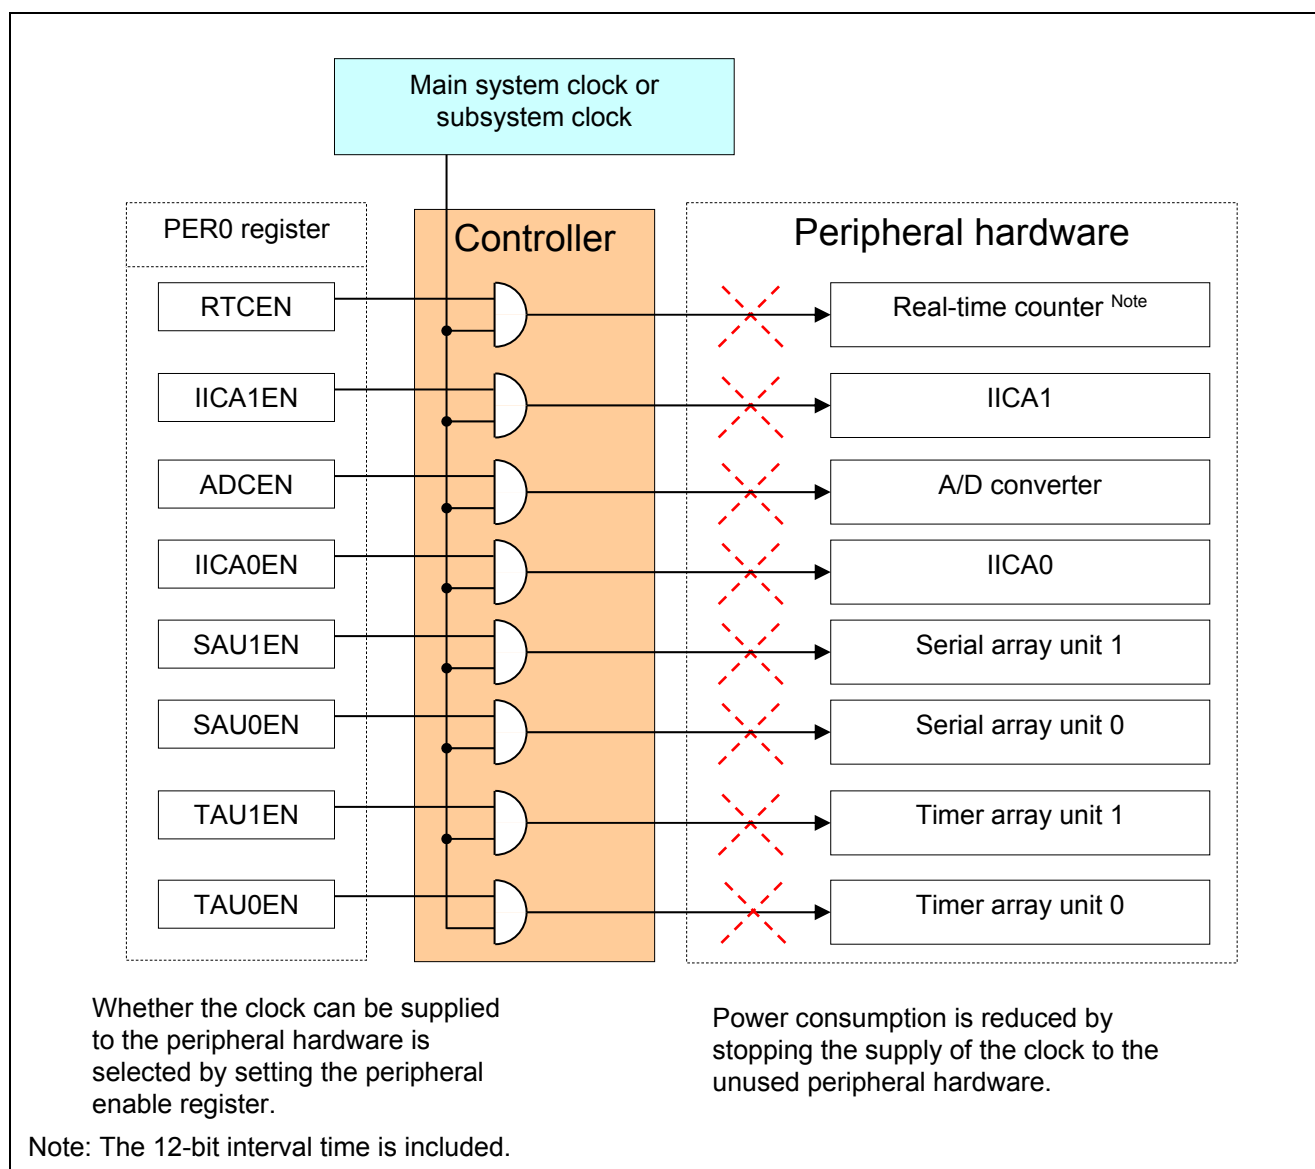 Main system clock or
subsystem clock
PER0 register
Controller
Peripheral hardware
RTCEN
Real-time counter Note
IICA1EN
IICA1
ADCEN
A/D converter
IICA0EN
IICA0
SAU1EN
Serial array unit 1
SAU0EN
Serial array unit 0
TAU1EN
Timer array unit 1
TAU0EN
Timer array unit 0
Whether the clock can be supplied
to the peripheral hardware is
selected by setting the peripheral
enable register.
Power consumption is reduced by
stopping the supply of the clock to the
unused peripheral hardware.
Note: The 12-bit interval time is included.